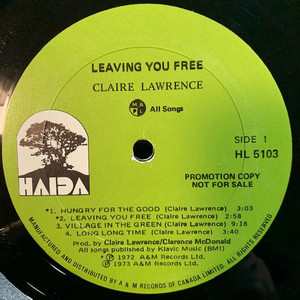 LEAVING YOU FREE
CLAIRE LAWRENCE
M A P L
All Songs
SIDE 1
HL 5103
HAIDA
PROMOTION COPY
NOT FOR SALE
*1. HUNGRY FOR THE GOOD (Claire Lawrence) 3:03
*2. LEAVING YOU FREE (Claire Lawrence) 2:58
3. VILLAGE IN THE GREEN (Claire Lawrence) 9:18
4. LONG LONG TIME (Claire Lawrence) 3:40
Prod. by Claire Lawrence/Clarence McDonald
All songs published by Klavic Music (BMI)
*℗ 1972 A&M Records Ltd.
℗ 1973 A&M Records Ltd.
MANUFACTURED AND DISTRIBUTED BY A & M RECORDS OF CANADA LIMITED. ALL RIGHTS RESERVED